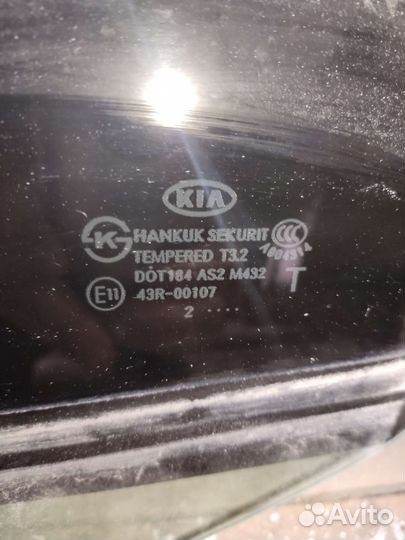 KIA
HANKUK SEKURIT
TEMPERED T3.2
DOT184 AS2 M432
43R-00107
2 .....
E11
T
Avito